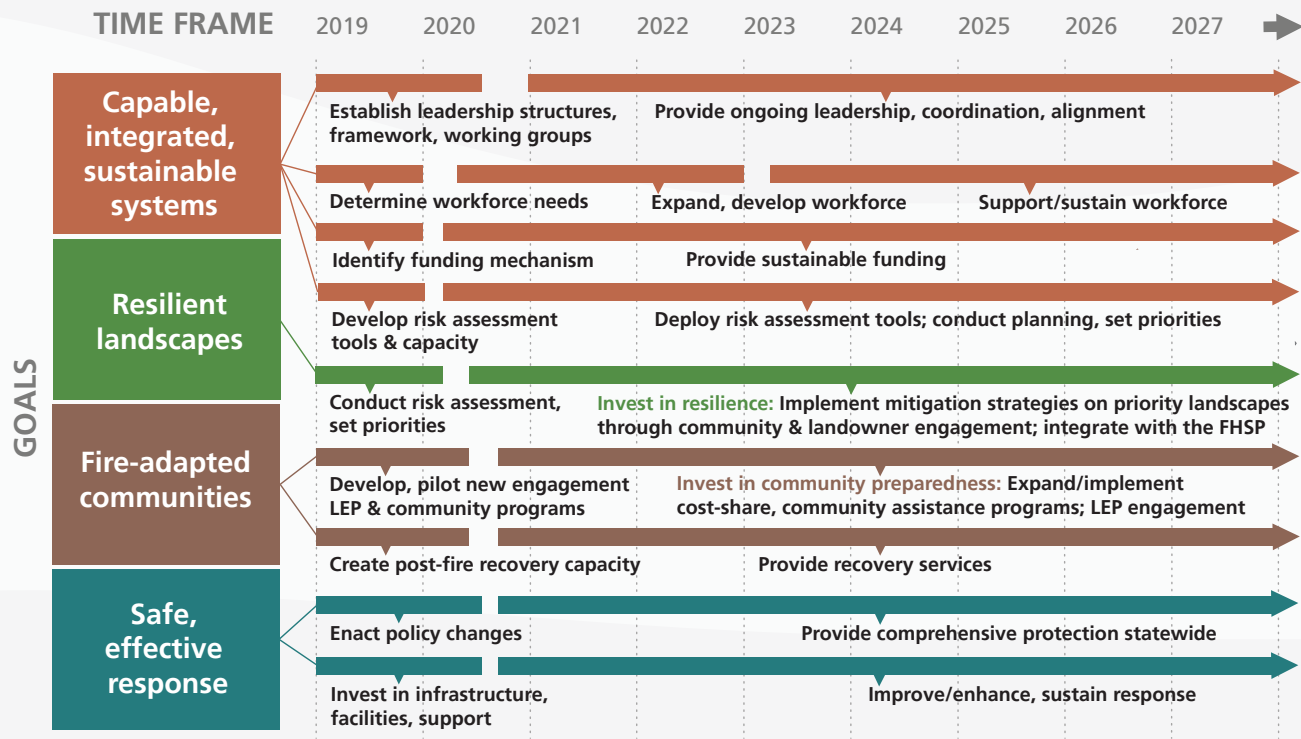 TIME FRAME 2019 2020 2021 2022 2023 2024 2025 2026 2027
GOALS
Capable,
integrated,
sustainable
systems
Establish leadership structures,
framework, working groups
Provide ongoing leadership, coordination, alignment
Determine workforce needs
Expand, develop workforce
Support/sustain workforce
Identify funding mechanism
Provide sustainable funding
Develop risk assessment
tools & capacity
Deploy risk assessment tools; conduct planning, set priorities
Resilient
landscapes
Conduct risk assessment,
set priorities
Invest in resilience: Implement mitigation strategies on priority landscapes
through community & landowner engagement; integrate with the FHSP
Fire-adapted
communities
Develop, pilot new engagement
LEP & community programs
Invest in community preparedness: Expand/implement
cost-share, community assistance programs; LEP engagement
Create post-fire recovery capacity
Provide recovery services
Safe,
effective
response
Enact policy changes
Provide comprehensive protection statewide
Invest in infrastructure,
facilities, support
Improve/enhance, sustain response